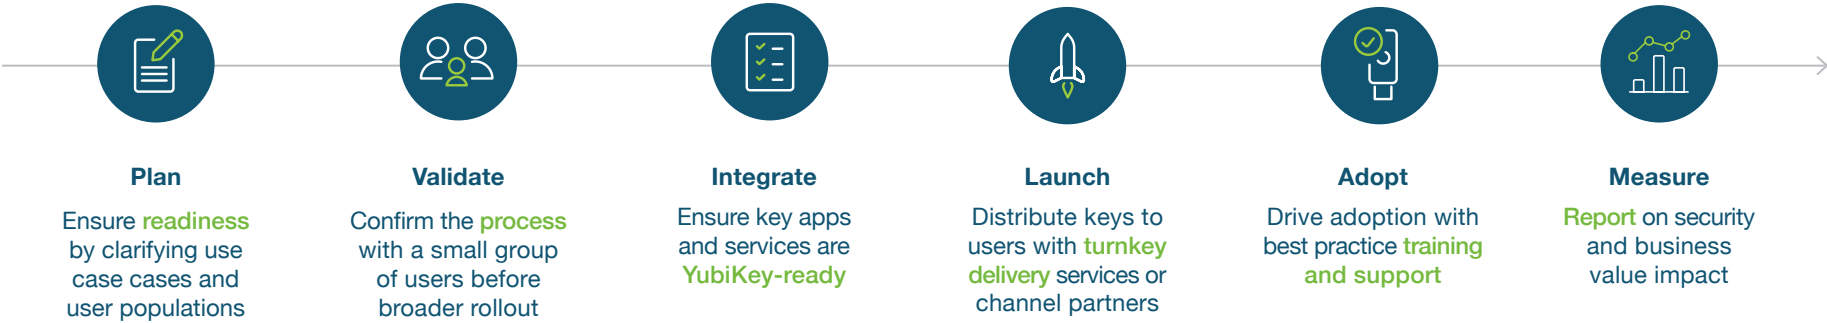 Plan
Ensure readiness
by clarifying use
case cases and
user populations
Validate
Confirm the process
with a small group
of users before
broader rollout
Integrate
Ensure key apps
and services are
YubiKey-ready
Launch
Distribute keys to
users with turnkey
delivery services or
channel partners
Adopt
Drive adoption with
best practice training
and support
Measure
Report on security
and business
value impact